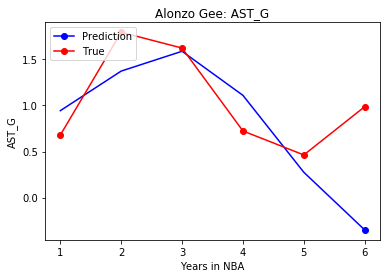 Alonzo Gee: AST_G
Prediction
True
1.5
1.0
0.5
0.0
AST_G
1 2 3 4 5 6
Years in NBA